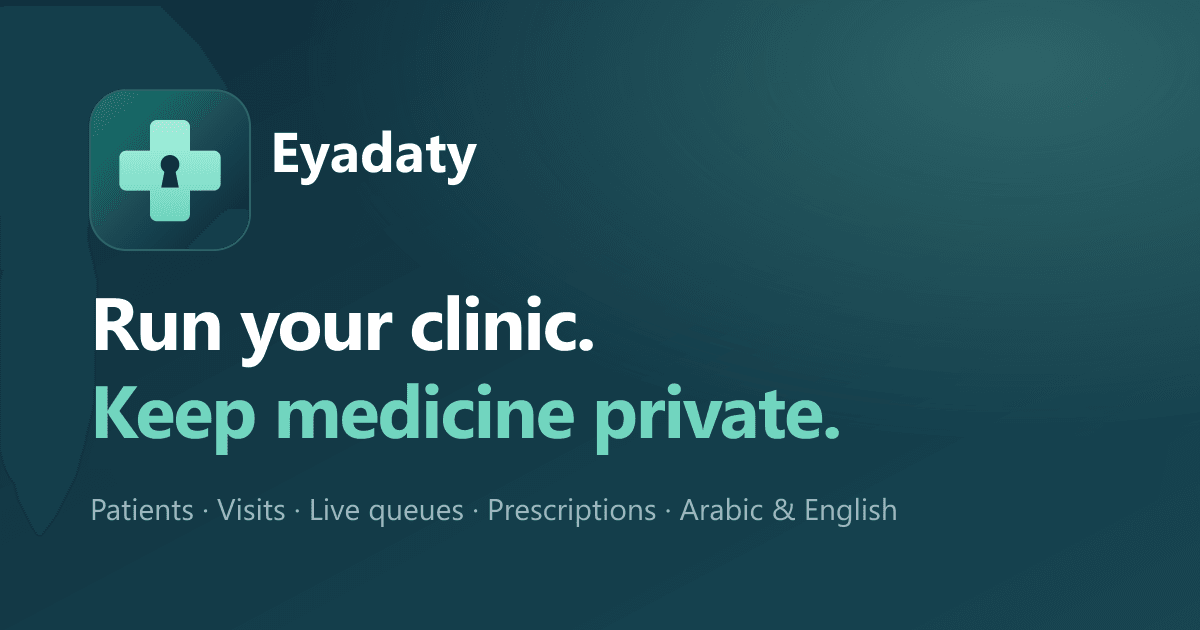 Eyadaty
Run your clinic.
Keep medicine private.
Patients · Visits · Live queues · Prescriptions · Arabic & English